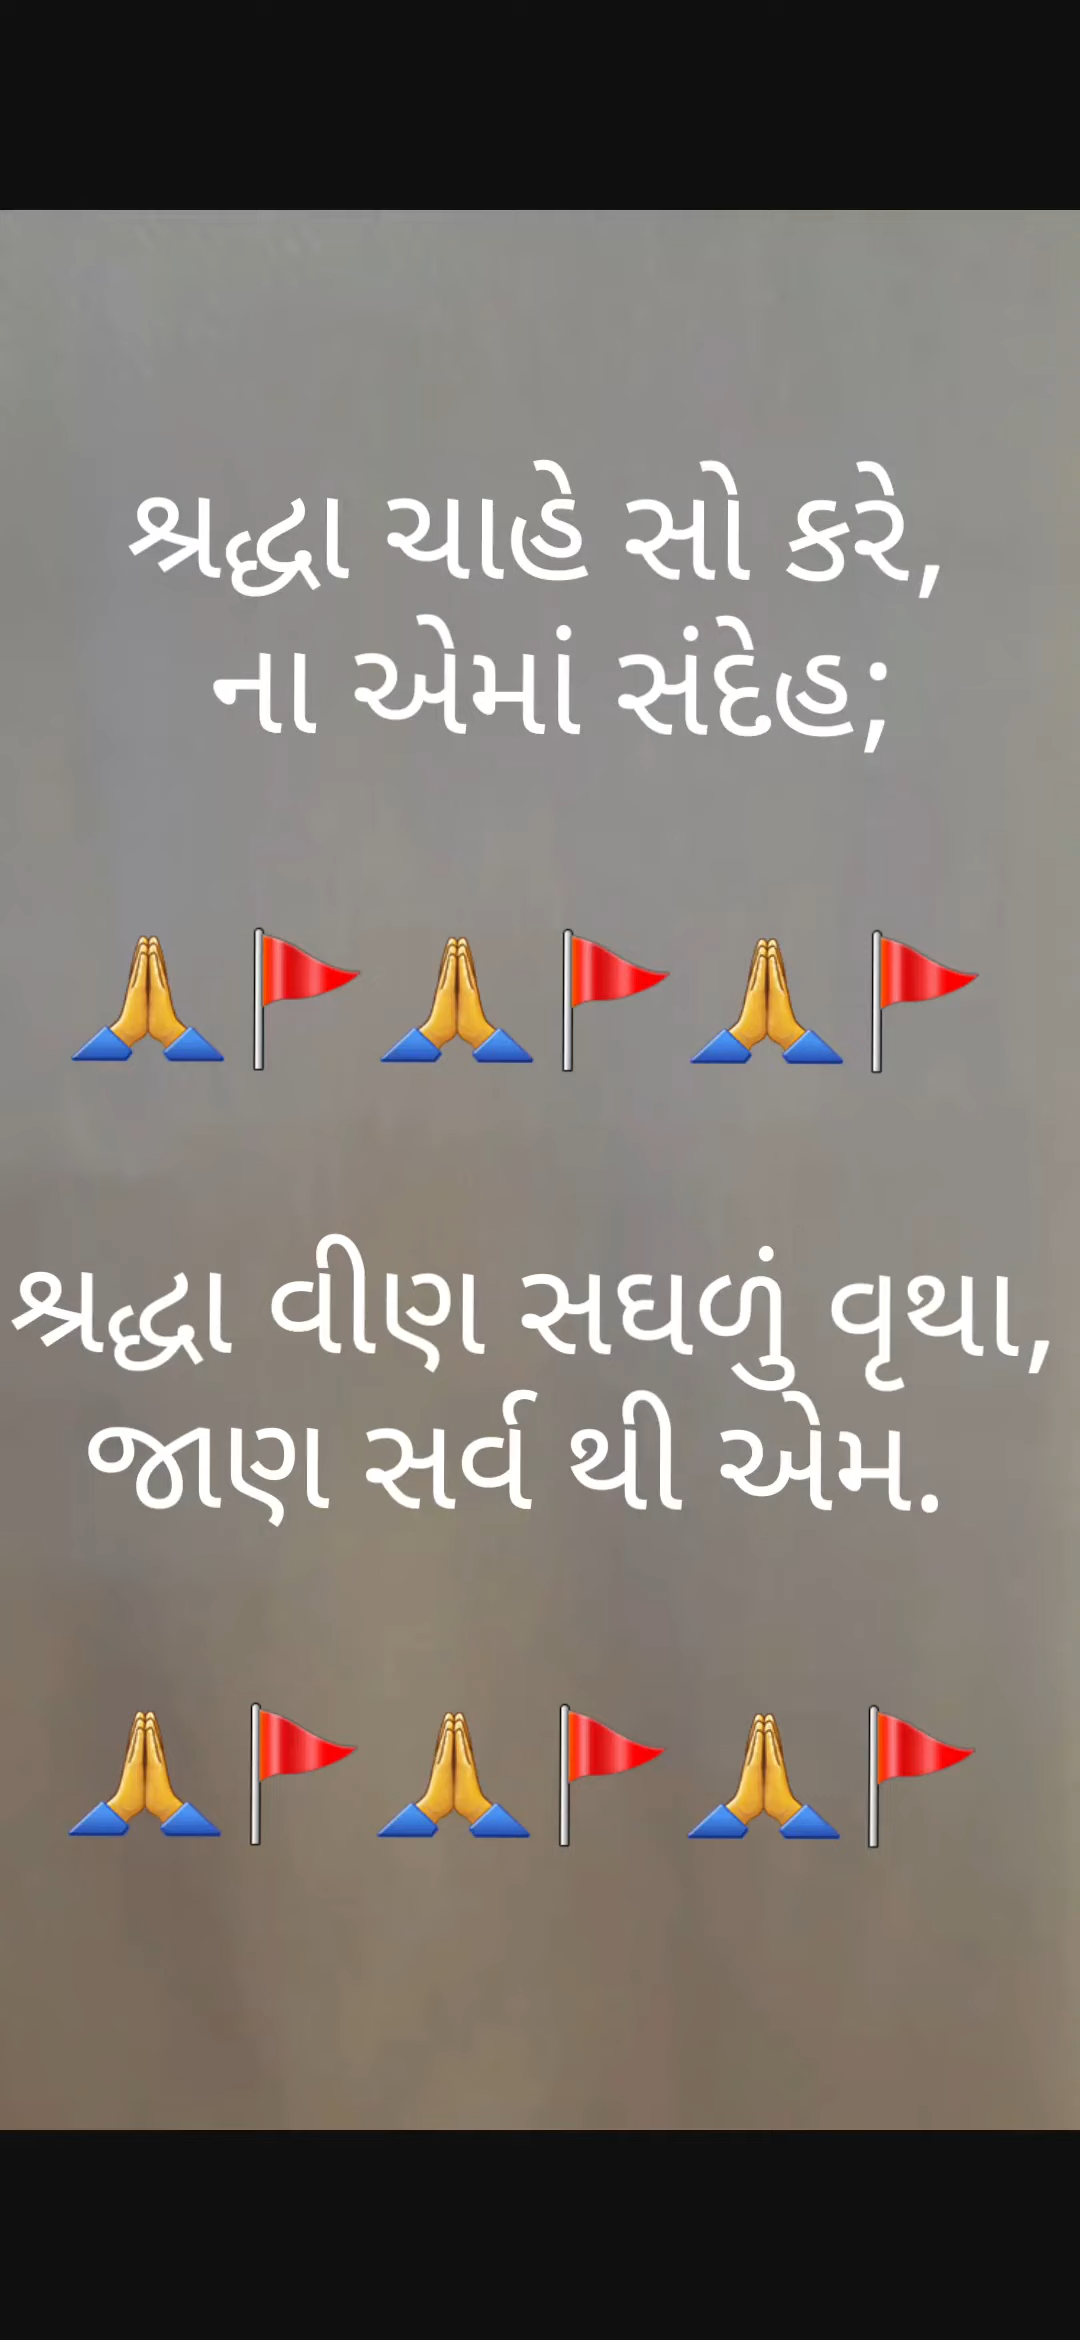 શ્રદ્ધા ચાહે સો કરે,
ના એમાં સંદેહ;
🙏🚩🙏🚩🙏🚩
શ્રદ્ધા વીણ સઘળું વૃથા,
જાણ સર્વ થી એમ.
🙏🚩🙏🚩🙏🚩